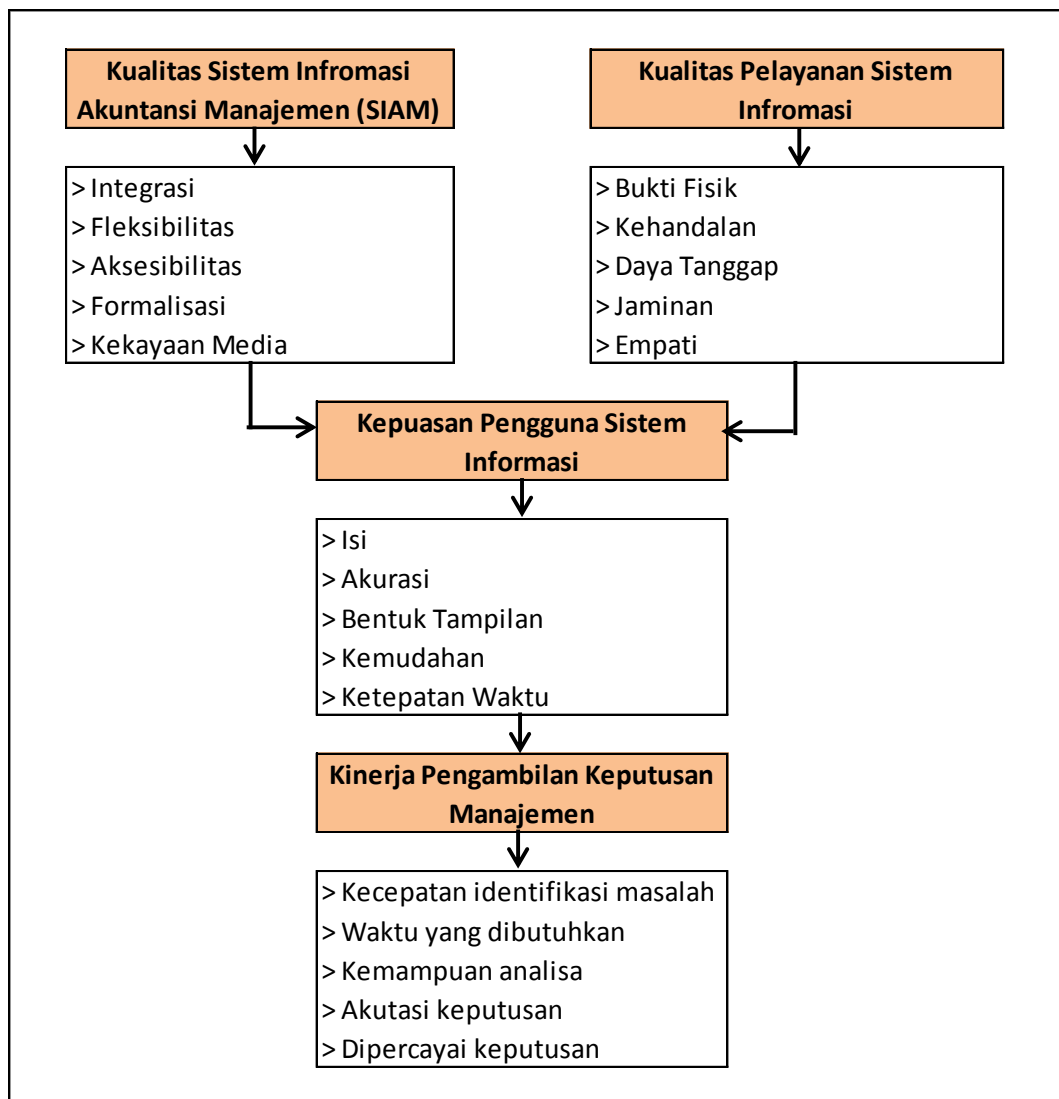 Kualitas Sistem Infromasi
Akuntansi Manajemen (SIAM)
Kualitas Pelayanan Sistem
Infromasi
> Integrasi
> Fleksibilitas
> Aksesibilitas
> Formalisasi
> Kekayaan Media
> Bukti Fisik
> Kehandalan
> Daya Tanggap
> Jaminan
> Empati
Kepuasan Pengguna Sistem
Informasi
> Isi
> Akurasi
> Bentuk Tampilan
> Kemudahan
> Ketepatan Waktu
Kinerja Pengambilan Keputusan
Manajemen
> Kecepatan identifikasi masalah
> Waktu yang dibutuhkan
> Kemampuan analisa
> Akutasi keputusan
> Dipercayai keputusan